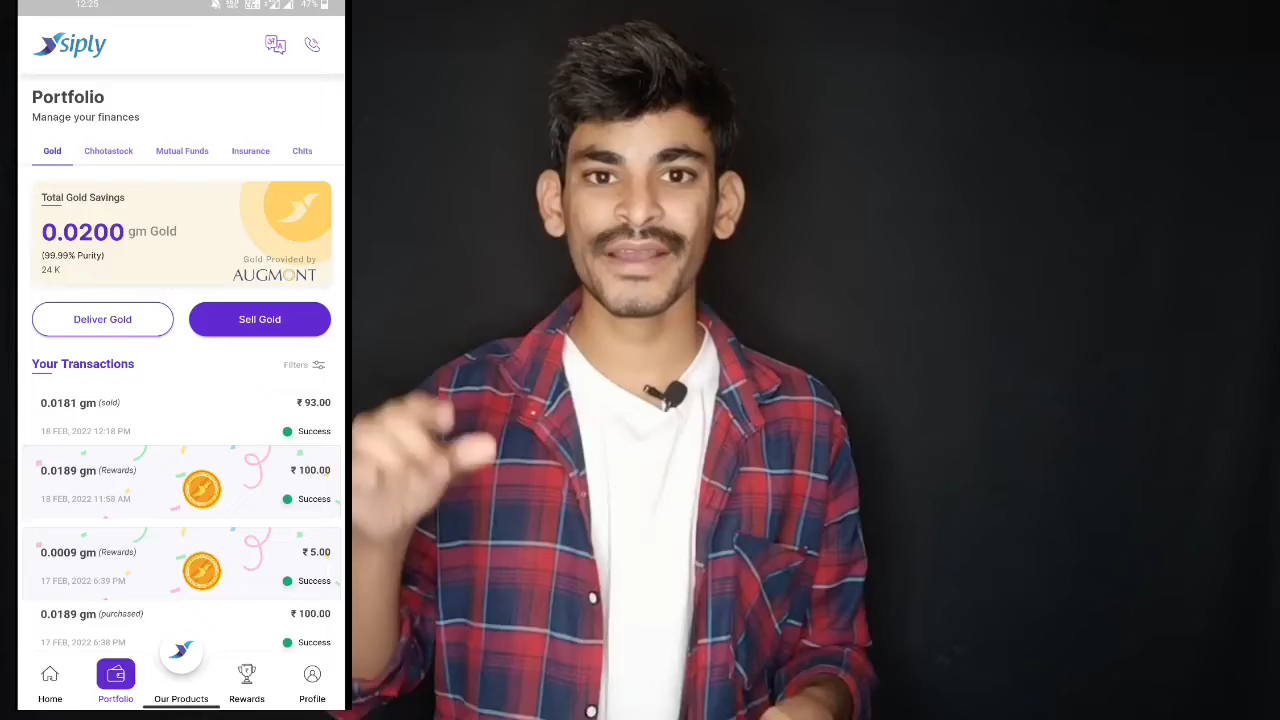 12:25
47%
siply
Portfolio
Manage your finances
Gold Chhotastock Mutual Funds Insurance Chits
Total Gold Savings
0.0200 gm Gold
(99.99% Purity)
24 K
Gold Provided by
AUGMONT
Deliver Gold Sell Gold
Your Transactions Filters
0.0181 gm (sold) ₹ 93.00
18 FEB, 2022 12:18 PM Success
0.0189 gm (Rewards) ₹ 100.00
18 FEB, 2022 11:58 AM Success
0.0009 gm (Rewards) ₹ 5.00
17 FEB, 2022 6:39 PM Success
0.0189 gm (purchased) ₹ 100.00
17 FEB, 2022 6:38 PM Success
Home Portfolio Our Products Rewards Profile